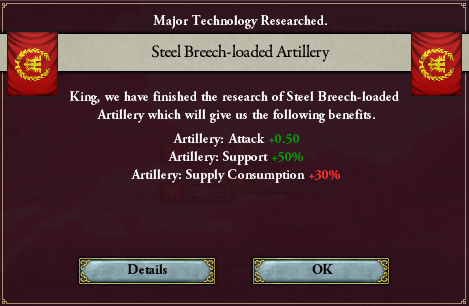 Major Technology Researched.
Steel Breech-loaded Artillery
King, we have finished the research of Steel Breech-loaded
Artillery which will give us the following benefits.
Artillery: Attack +0.50
Artillery: Support +50%
Artillery: Supply Consumption +30%
Details
OK